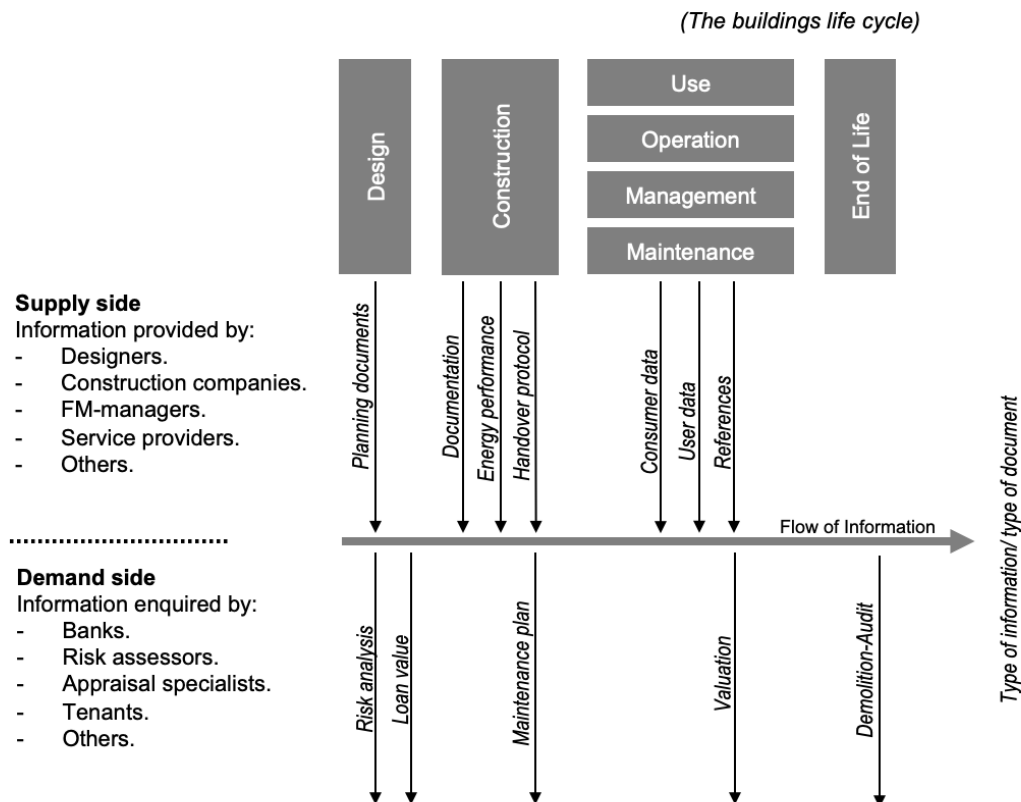 (The buildings life cycle)
Design
Construction
Use
Operation
Management
Maintenance
End of Life
Supply side
Information provided by:
- Designers.
- Construction companies.
- FM-managers.
- Service providers.
- Others.
Planning documents
Documentation
Energy performance
Handover protocol
Consumer data
User data
References
Flow of Information
Type of information/ type of document
Demand side
Information enquired by:
- Banks.
- Risk assessors.
- Appraisal specialists.
- Tenants.
- Others.
Risk analysis
Loan value
Maintenance plan
Valuation
Demolition-Audit